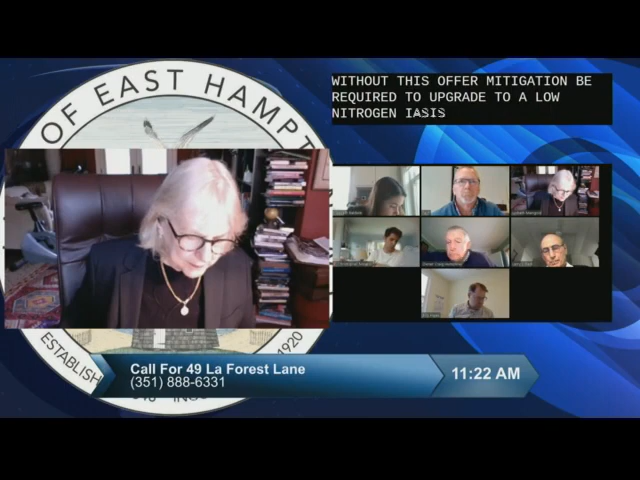 WITHOUT THIS OFFER MITIGATION BE
REQUIRED TO UPGRADE TO A LOW
NITROGEN IASIS
OF EAST HAMPT
ESTABLISH
1920
Call For 49 La Forest Lane
(351) 888-6331
11:22 AM